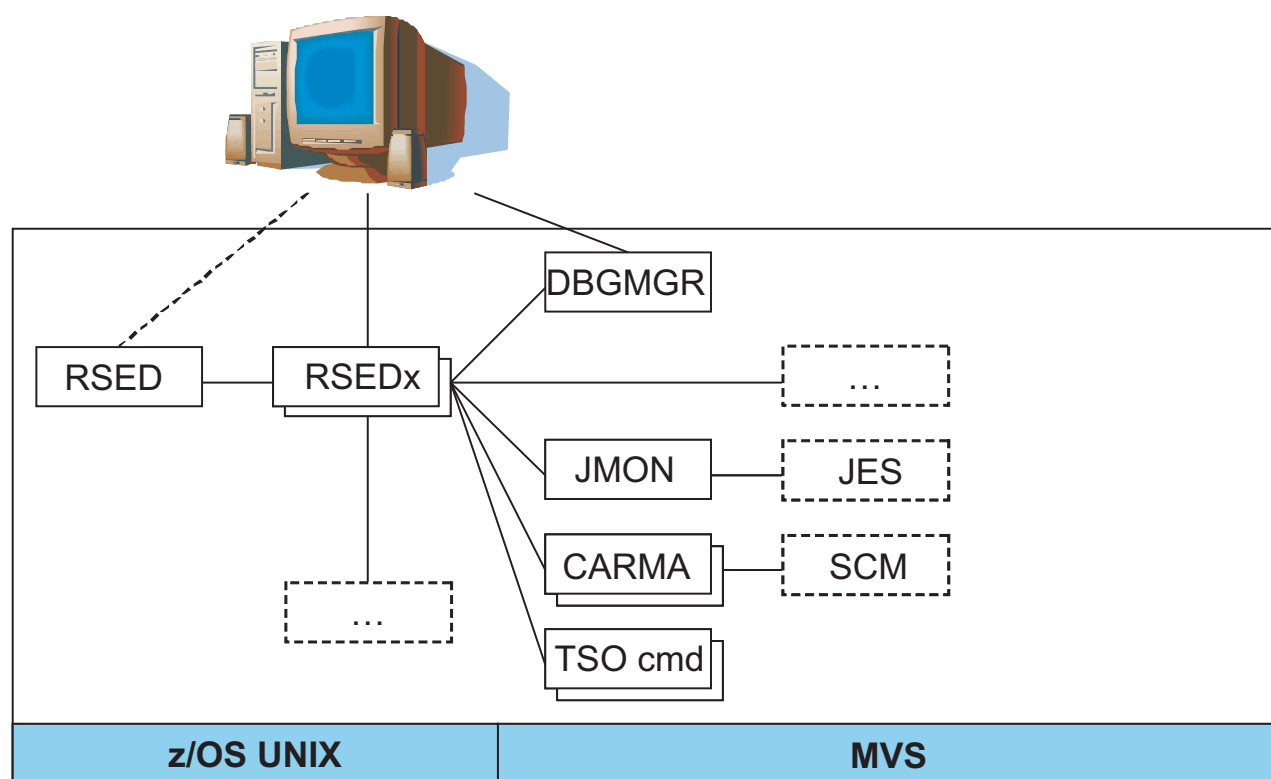 DBGMGR
RSED
RSEDx
...
JMON
JES
CARMA
SCM
...
TSO cmd
z/OS UNIX
MVS